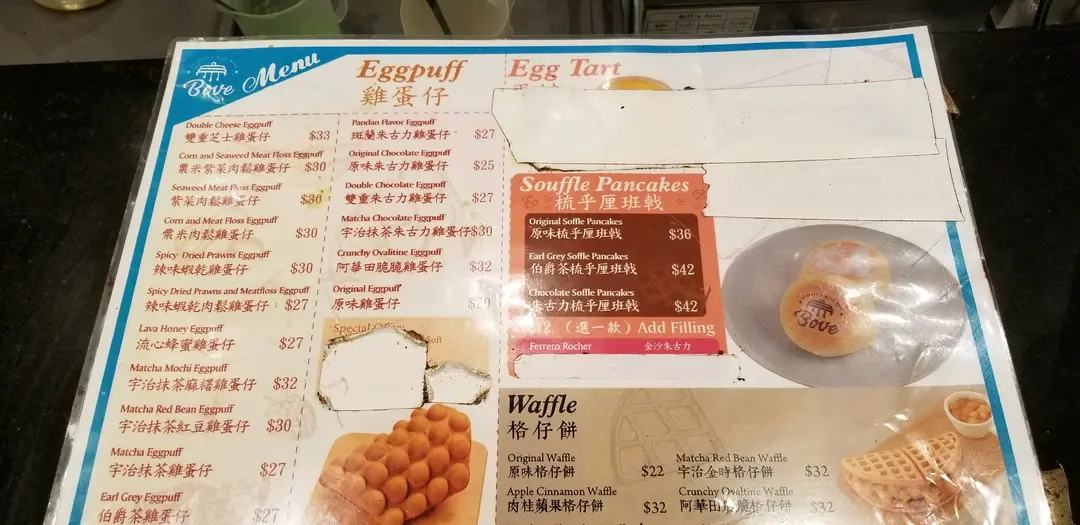 Bove Menu
Eggpuff
雞蛋仔
Double Cheese Eggpuff
雙重芝士雞蛋仔 $33
Corn and Seaweed Meat Floss Eggpuff
粟米紫菜肉鬆雞蛋仔 $30
Seaweed Meat Floss Eggpuff
紫菜肉鬆雞蛋仔 $30
Corn and Meat Floss Eggpuff
粟米肉鬆雞蛋仔 $30
Spicy Dried Prawns Eggpuff
辣味蝦乾雞蛋仔 $30
Spicy Dried Prawns and Meatfloss Eggpuff
辣味蝦乾肉鬆雞蛋仔 $27
Lava Honey Eggpuff
流心蜂蜜雞蛋仔 $27
Matcha Mochi Eggpuff
宇治抹茶麻糬雞蛋仔 $32
Matcha Red Bean Eggpuff
宇治抹茶紅豆雞蛋仔 $30
Matcha Eggpuff
宇治抹茶雞蛋仔 $27
Earl Grey Eggpuff
伯爵茶雞蛋仔 $27
Pandan Flavor Eggpuff
斑蘭朱古力雞蛋仔 $27
Original Chocolate Eggpuff
原味朱古力雞蛋仔 $25
Double Chocolate Eggpuff
雙重朱古力雞蛋仔 $27
Matcha Chocolate Eggpuff
宇治抹茶朱古力雞蛋仔 $30
Crunchy Ovaltine Eggpuff
阿華田脆脆雞蛋仔 $32
Original Eggpuff
原味雞蛋仔 $20
Special
Soft
Egg Tart
Souffle Pancakes
梳乎厘班戟
Original Soffle Pancakes
原味梳乎厘班戟 $36
Earl Grey Soffle Pancakes
伯爵茶梳乎厘班戟 $42
Chocolate Soffle Pancakes
朱古力梳乎厘班戟 $42
（選一款）Add Filling
Ferrero Rocher 金沙朱古力
Bove
Waffle
格仔餅
Original Waffle
原味格仔餅 $22
Apple Cinnamon Waffle
肉桂蘋果格仔餅 $32
Matcha Red Bean Waffle
宇治金時格仔餅 $32
Crunchy Ovaltine Waffle
阿華田脆脆格仔餅 $32